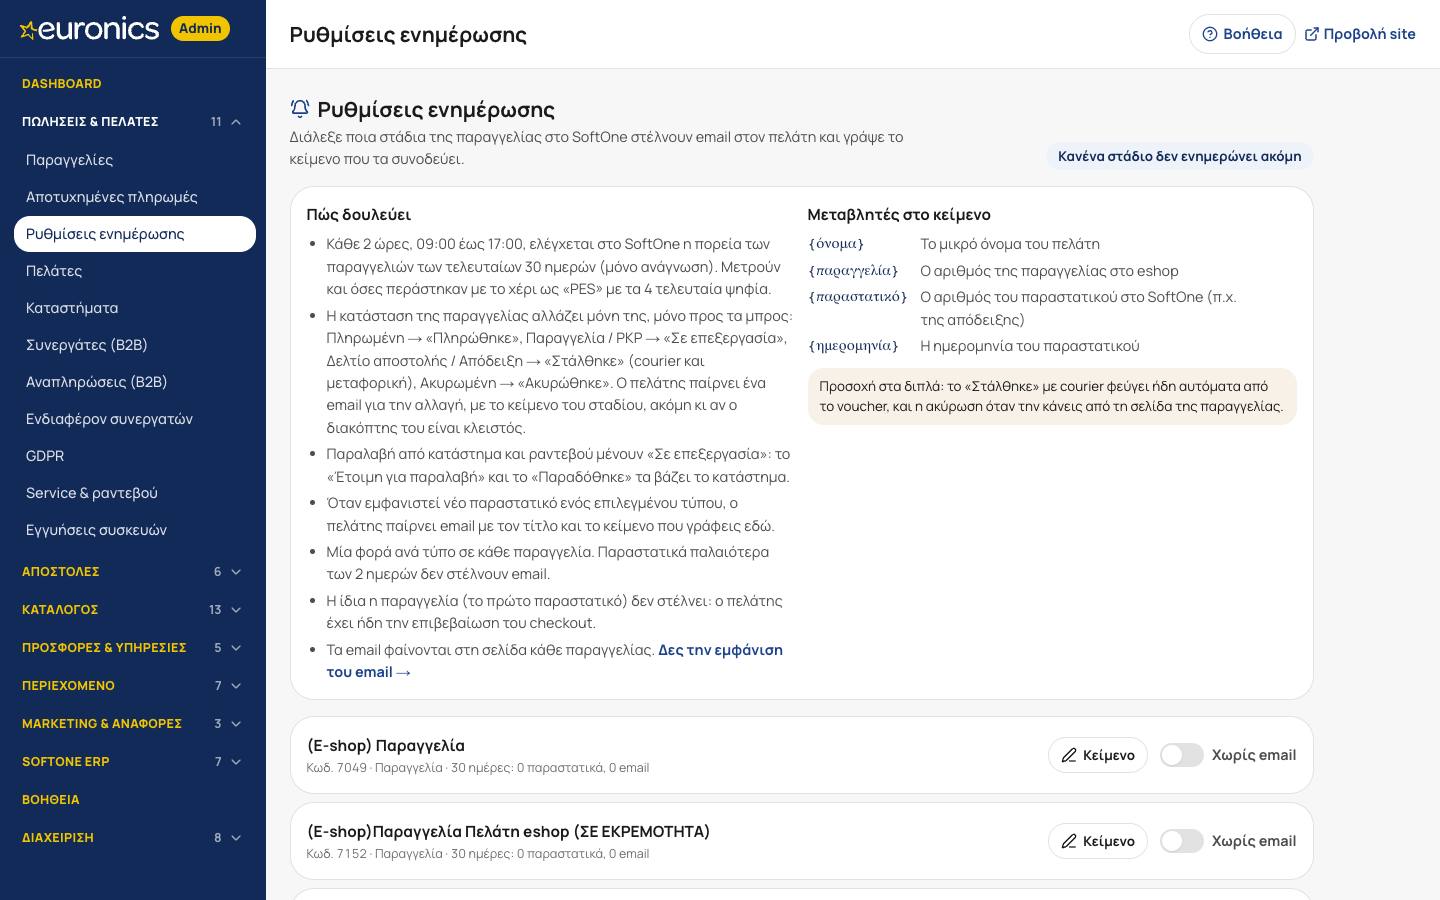 euronics Admin
DASHBOARD
ΠΩΛΗΣΕΙΣ & ΠΕΛΑΤΕΣ 11
Παραγγελίες
Αποτυχημένες πληρωμές
Ρυθμίσεις ενημέρωσης
Πελάτες
Καταστήματα
Συνεργάτες (B2B)
Αναπληρώσεις (B2B)
Ενδιαφέρον συνεργατών
GDPR
Service & ραντεβού
Εγγυήσεις συσκευών
ΑΠΟΣΤΟΛΕΣ 6
ΚΑΤΑΛΟΓΟΣ 13
ΠΡΟΣΦΟΡΕΣ & ΥΠΗΡΕΣΙΕΣ 5
ΠΕΡΙΕΧΟΜΕΝΟ 7
MARKETING & ΑΝΑΦΟΡΕΣ 3
SOFTONE ERP 7
ΒΟΗΘΕΙΑ
ΔΙΑΧΕΙΡΙΣΗ 8
Ρυθμίσεις ενημέρωσης
Βοήθεια
Προβολή site
Ρυθμίσεις ενημέρωσης
Διάλεξε ποια στάδια της παραγγελίας στο SoftOne στέλνουν email στον πελάτη και γράψε το
κείμενο που τα συνοδεύει.
Κανένα στάδιο δεν ενημερώνει ακόμη
Πώς δουλεύει
• Κάθε 2 ώρες, 09:00 έως 17:00, ελέγχεται στο SoftOne η πορεία των
παραγγελιών των τελευταίων 30 ημερών (μόνο ανάγνωση). Μετρούν
και όσες περάστηκαν με το χέρι ως «PES» με τα 4 τελευταία ψηφία.
• Η κατάσταση της παραγγελίας αλλάζει μόνη της, μόνο προς τα μπρος:
Πληρωμένη → «Πληρώθηκε», Παραγγελία / PKP → «Σε επεξεργασία»,
Δελτίο αποστολής / Απόδειξη → «Στάλθηκε» (courier και
μεταφορική), Ακυρωμένη → «Ακυρώθηκε». Ο πελάτης παίρνει ένα
email για την αλλαγή, με το κείμενο του σταδίου, ακόμη κι αν ο
διακόπτης του είναι κλειστός.
• Παραλαβή από κατάστημα και ραντεβού μένουν «Σε επεξεργασία»: το
«Έτοιμη για παραλαβή» και το «Παραδόθηκε» τα βάζει το κατάστημα.
• Όταν εμφανιστεί νέο παραστατικό ενός επιλεγμένου τύπου, ο
πελάτης παίρνει email με τον τίτλο και το κείμενο που γράφεις εδώ.
• Μία φορά ανά τύπο σε κάθε παραγγελία. Παραστατικά παλαιότερα
των 2 ημερών δεν στέλνουν email.
• Η ίδια η παραγγελία (το πρώτο παραστατικό) δεν στέλνει: ο πελάτης
έχει ήδη την επιβεβαίωση του checkout.
• Τα email φαίνονται στη σελίδα κάθε παραγγελίας. Δες την εμφάνιση
του email →
Μεταβλητές στο κείμενο
{όνομα} Το μικρό όνομα του πελάτη
{παραγγελία} Ο αριθμός της παραγγελίας στο eshop
{παραστατικό} Ο αριθμός του παραστατικού στο SoftOne (π.χ.
της απόδειξης)
{ημερομηνία} Η ημερομηνία του παραστατικού
Προσοχή στα διπλά: το «Στάλθηκε» με courier φεύγει ήδη αυτόματα από
το voucher, και η ακύρωση όταν την κάνεις από τη σελίδα της παραγγελίας.
(E-shop) Παραγγελία
Κωδ. 7049 · Παραγγελία · 30 ημέρες: 0 παραστατικά, 0 email
Κείμενο
Χωρίς email
(E-shop)Παραγγελία Πελάτη eshop (ΣΕ ΕΚΡΕΜΟΤΗΤΑ)
Κωδ. 7152 · Παραγγελία · 30 ημέρες: 0 παραστατικά, 0 email
Κείμενο
Χωρίς email